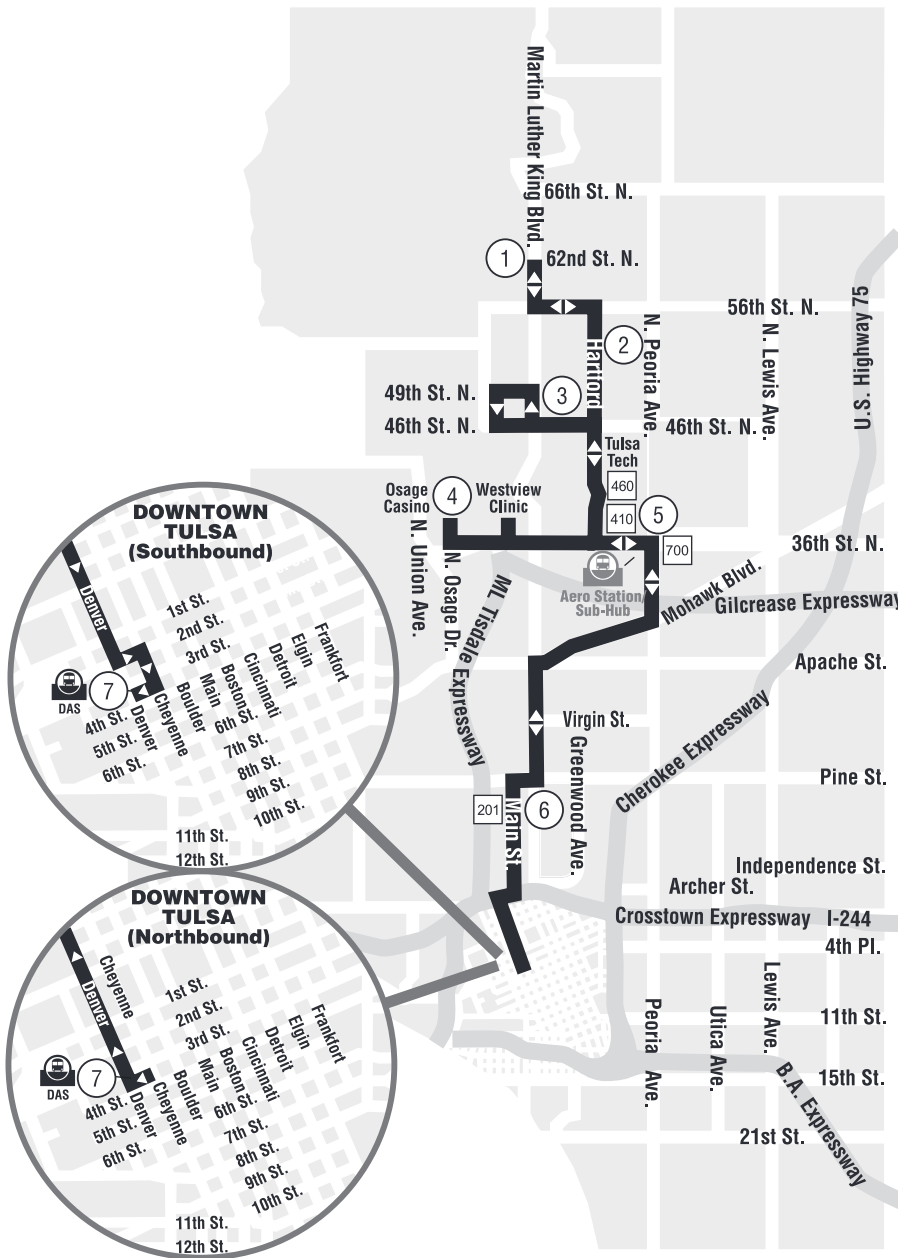 Martin Luther King Blvd.
66th St. N.
1
62nd St. N.
56th St. N.
U.S. Highway 75
N. Peoria Ave.
N. Lewis Ave.
Hartford
2
49th St. N.
3
46th St. N.
46th St. N.
Tulsa
Tech
460
Osage
Casino
4
Westview
Clinic
410
5
700
36th St. N.
N. Union Ave.
N. Osage Dr.
Aero Station/
Sub-Hub
Mohawk Blvd.
Gilcrease Expressway
ML Tisdale Expressway
Apache St.
Virgin St.
Greenwood Ave.
Cherokee Expressway
Pine St.
201
Main St.
6
Independence St.
Archer St.
Crosstown Expressway I-244
4th Pl.
Peoria Ave.
Utica Ave.
Lewis Ave.
11th St.
15th St.
B.A. Expressway
21st St.
DOWNTOWN
TULSA
(Southbound)
Denver
1st St.
2nd St.
3rd St.
Frankfort
Elgin
Detroit
Cincinnati
Boston
Main
Boulder
Cheyenne
Denver
DAS
7
4th St.
5th St.
6th St.
6th St.
7th St.
8th St.
9th St.
10th St.
11th St.
12th St.
DOWNTOWN
TULSA
(Northbound)
Cheyenne
Denver
1st St.
2nd St.
3rd St.
Frankfort
Elgin
Detroit
Cincinnati
Boston
Main
Boulder
Cheyenne
Denver
DAS
7
4th St.
5th St.
6th St.
6th St.
7th St.
8th St.
9th St.
10th St.
11th St.
12th St.